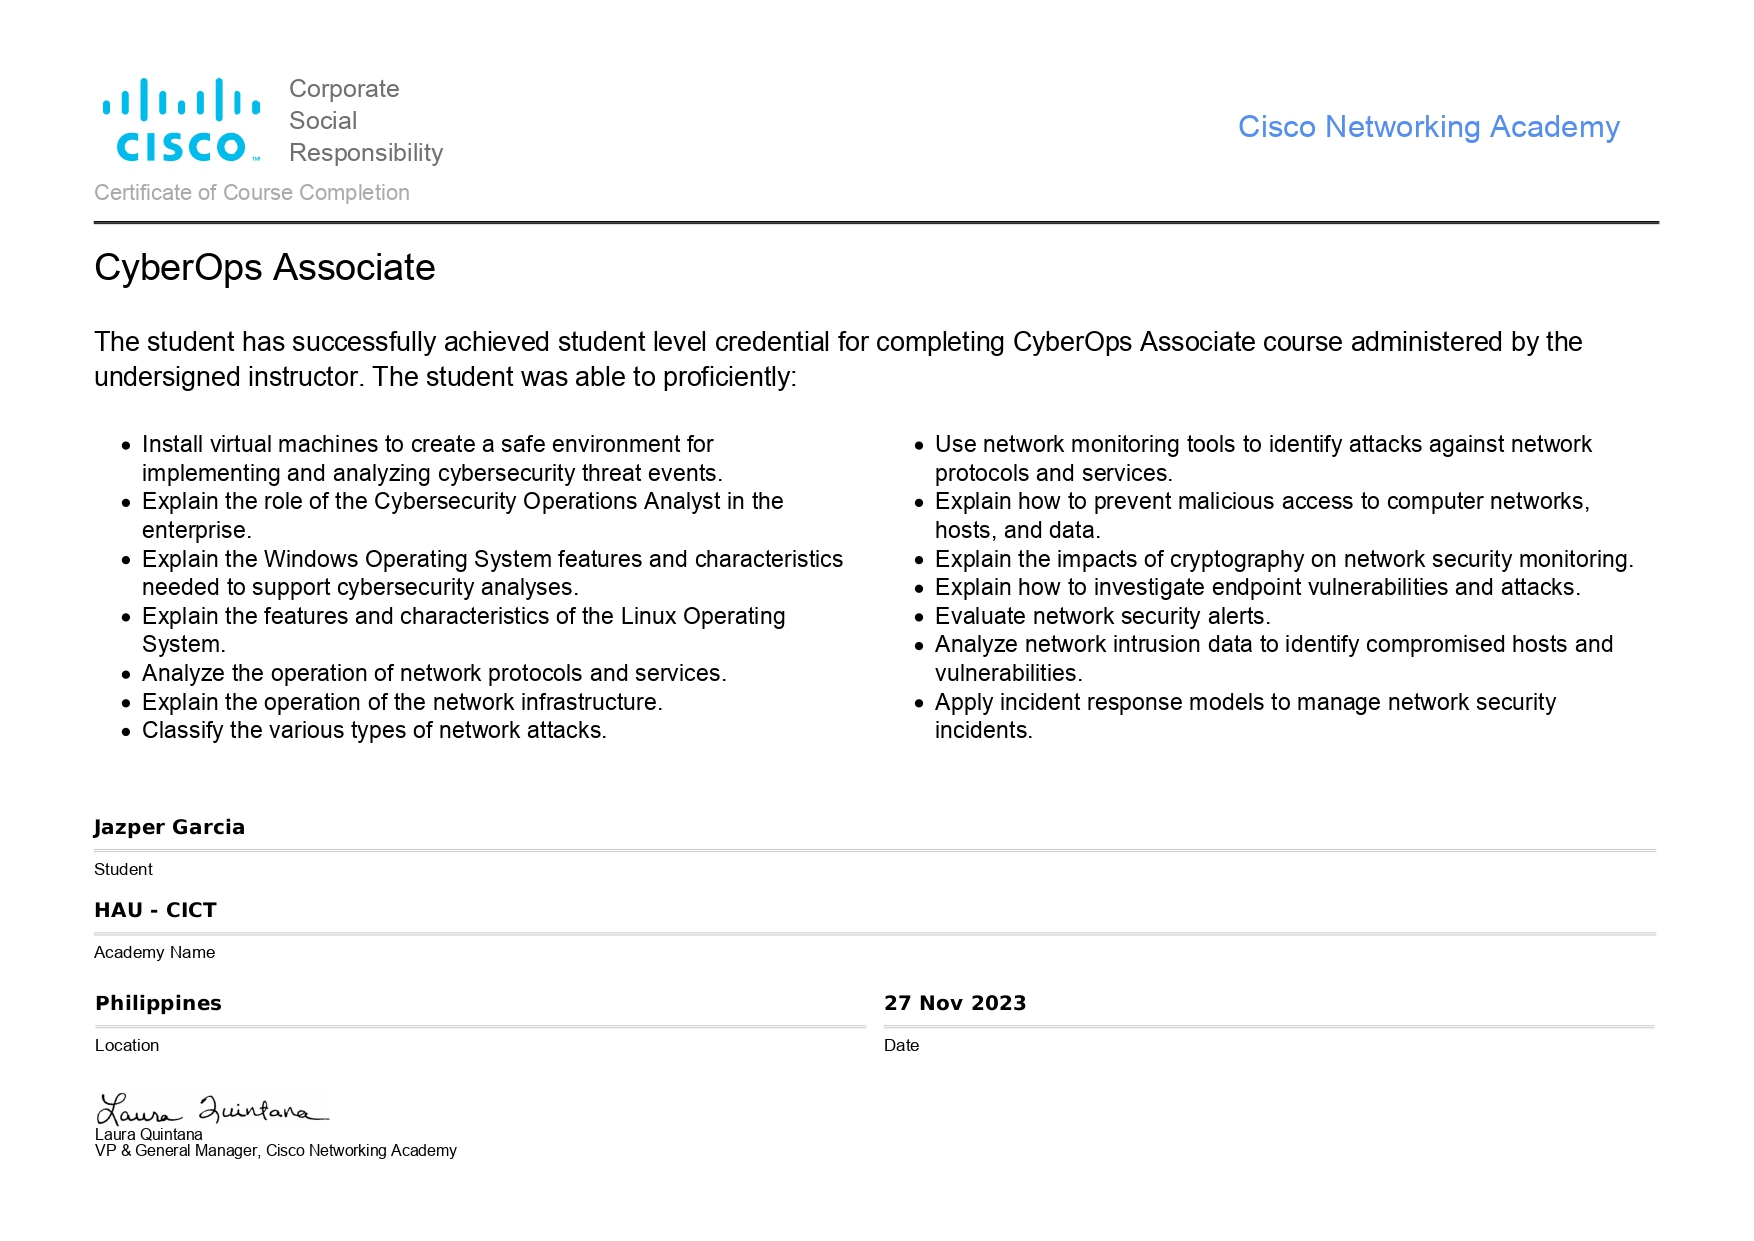 CISCO
Corporate
Social
Responsibility
Cisco Networking Academy
Certificate of Course Completion
CyberOps Associate
The student has successfully achieved student level credential for completing CyberOps Associate course administered by the
undersigned instructor. The student was able to proficiently:
• Install virtual machines to create a safe environment for
implementing and analyzing cybersecurity threat events.
• Explain the role of the Cybersecurity Operations Analyst in the
enterprise.
• Explain the Windows Operating System features and characteristics
needed to support cybersecurity analyses.
• Explain the features and characteristics of the Linux Operating
System.
• Analyze the operation of network protocols and services.
• Explain the operation of the network infrastructure.
• Classify the various types of network attacks.
• Use network monitoring tools to identify attacks against network
protocols and services.
• Explain how to prevent malicious access to computer networks,
hosts, and data.
• Explain the impacts of cryptography on network security monitoring.
• Explain how to investigate endpoint vulnerabilities and attacks.
• Evaluate network security alerts.
• Analyze network intrusion data to identify compromised hosts and
vulnerabilities.
• Apply incident response models to manage network security
incidents.
Jazper Garcia
Student
HAU - CICT
Academy Name
Philippines
Location
27 Nov 2023
Date
Laura Quintana
Laura Quintana
VP & General Manager, Cisco Networking Academy